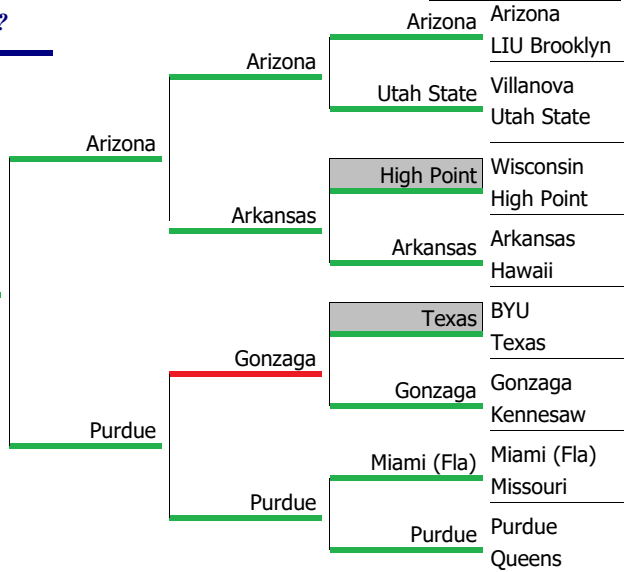 ?
Arizona
LIU Brooklyn
Villanova
Utah State
Wisconsin
High Point
Arkansas
Hawaii
BYU
Texas
Gonzaga
Kennesaw
Miami (Fla)
Missouri
Purdue
Queens
Arizona
Utah State
High Point
Arkansas
Texas
Gonzaga
Miami (Fla)
Purdue
Arizona
Arkansas
Gonzaga
Purdue
Arizona
Purdue